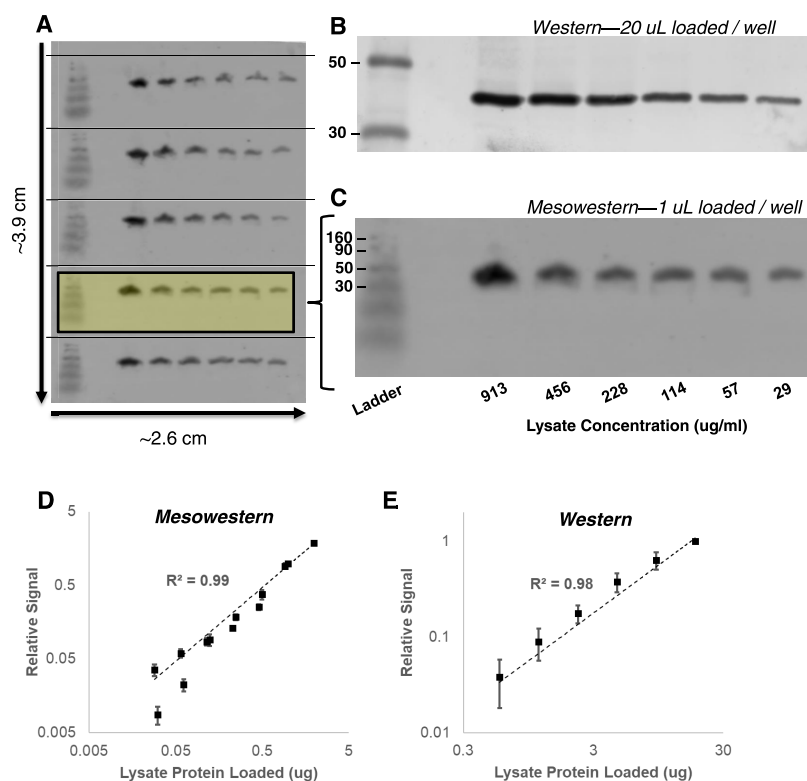 A
~3.9 cm
~2.6 cm
B
Western—20 uL loaded / well
50
30
C
Mesowestern—1 uL loaded / well
160
90
50
30
Ladder
913
456
228
114
57
29
Lysate Concentration (ug/ml)
D
Mesowestern
5
0.5
0.05
0.005
Relative Signal
R² = 0.99
0.005
0.05
0.5
5
Lysate Protein Loaded (ug)
E
Western
1
0.1
0.01
Relative Signal
R² = 0.98
0.3
3
30
Lysate Protein Loaded (ug)